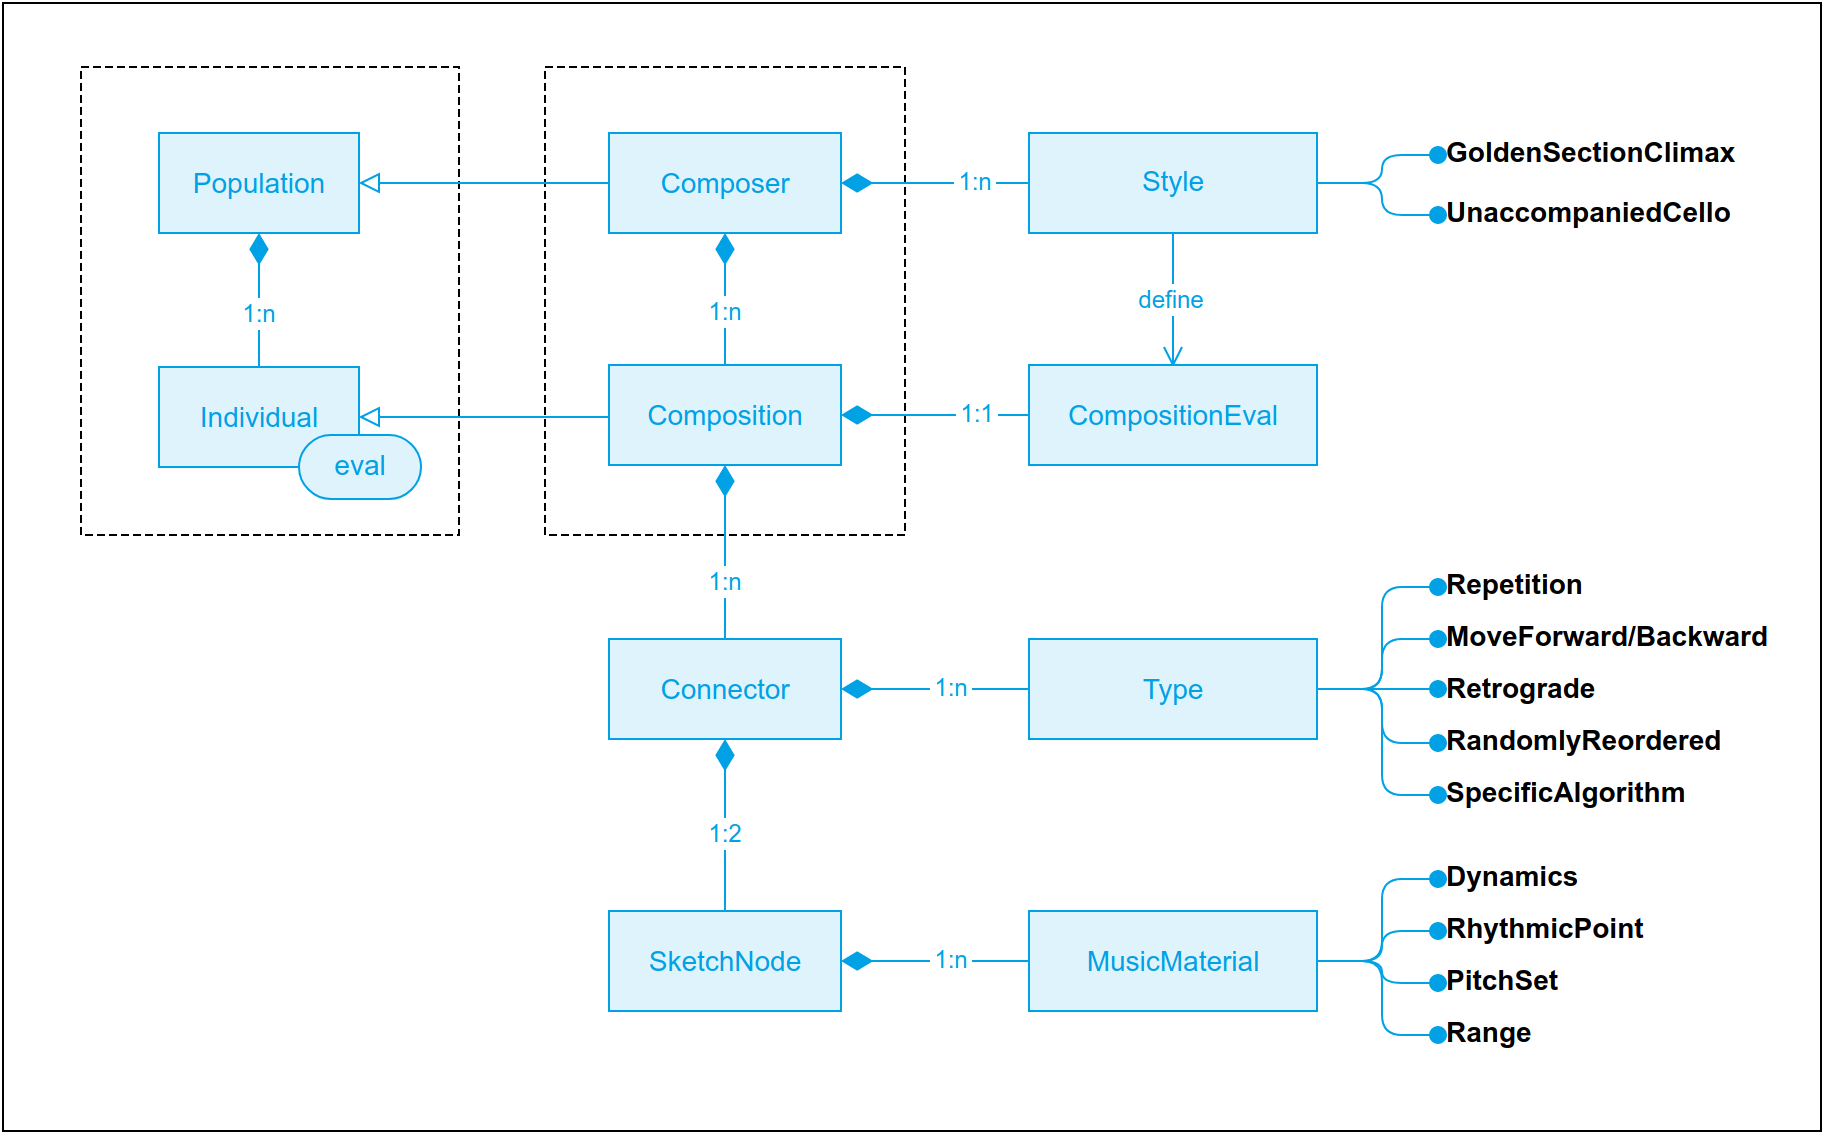 Population
Composer
1:n
Style
GoldenSectionClimax
UnaccompaniedCello
1:n
1:n
define
Individual
eval
Composition
1:1
CompositionEval
1:n
Connector
1:n
Type
Repetition
MoveForward/Backward
Retrograde
RandomlyReordered
SpecificAlgorithm
1:2
SketchNode
1:n
MusicMaterial
Dynamics
RhythmicPoint
PitchSet
Range